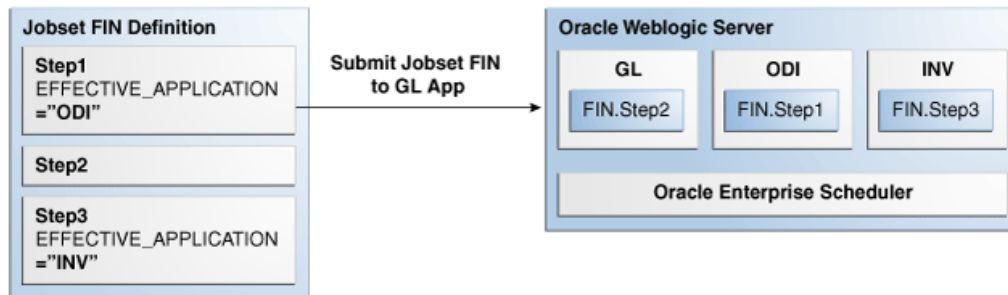 Jobset FIN Definition
Step1
EFFECTIVE_APPLICATION
="ODI"
Step2
Step3
EFFECTIVE_APPLICATION
="INV"
Submit Jobset FIN
to GL App
Oracle Weblogic Server
GL
FIN.Step2
ODI
FIN.Step1
INV
FIN.Step3
Oracle Enterprise Scheduler